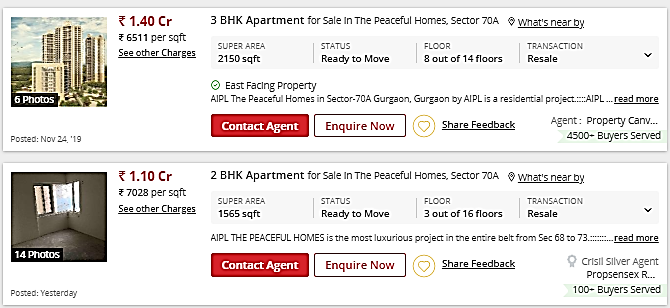 ₹ 1.40 Cr
₹ 6511 per sqft
See other Charges
6 Photos
Posted: Nov 24, '19
3 BHK Apartment for Sale In The Peaceful Homes, Sector 70A What's near by
SUPER AREA STATUS FLOOR TRANSACTION
2150 sqft Ready to Move 8 out of 14 floors Resale
East Facing Property
AIPL The Peaceful Homes in Sector-70A Gurgaon, Gurgaon by AIPL is a residential project.::::AIPL ... read more
Contact Agent Enquire Now Share Feedback
Agent : Property Canv...
4500+ Buyers Served
₹ 1.10 Cr
₹ 7028 per sqft
See other Charges
14 Photos
Posted: Yesterday
2 BHK Apartment for Sale In The Peaceful Homes, Sector 70A What's near by
SUPER AREA STATUS FLOOR TRANSACTION
1565 sqft Ready to Move 3 out of 16 floors Resale
AIPL THE PEACEFUL HOMES is the most luxurious project in the entire belt from Sec 68 to 73.::::::::... read more
Contact Agent Enquire Now Share Feedback
Crisil Silver Agent
Propsensex R...
100+ Buyers Served